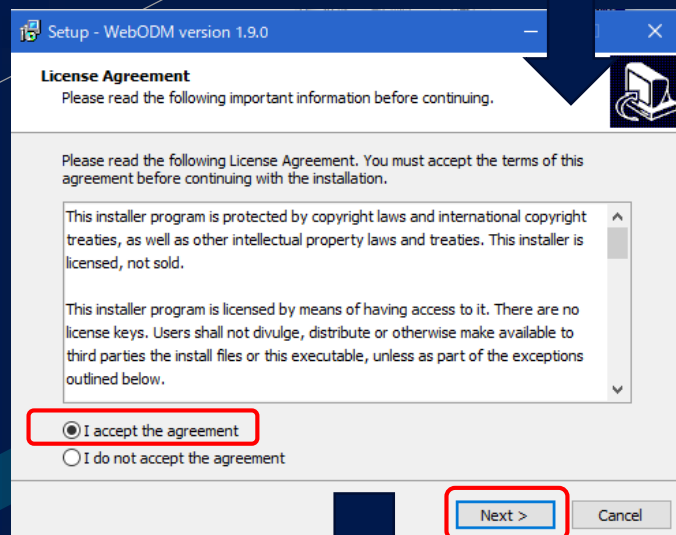 Setup - WebODM version 1.9.0
License Agreement
Please read the following important information before continuing.
Please read the following License Agreement. You must accept the terms of this
agreement before continuing with the installation.
This installer program is protected by copyright laws and international copyright
treaties, as well as other intellectual property laws and treaties. This installer is
licensed, not sold.
This installer program is licensed by means of having access to it. There are no
license keys. Users shall not divulge, distribute or otherwise make available to
third parties the install files or this executable, unless as part of the exceptions
outlined below.
I accept the agreement
I do not accept the agreement
Next >
Cancel